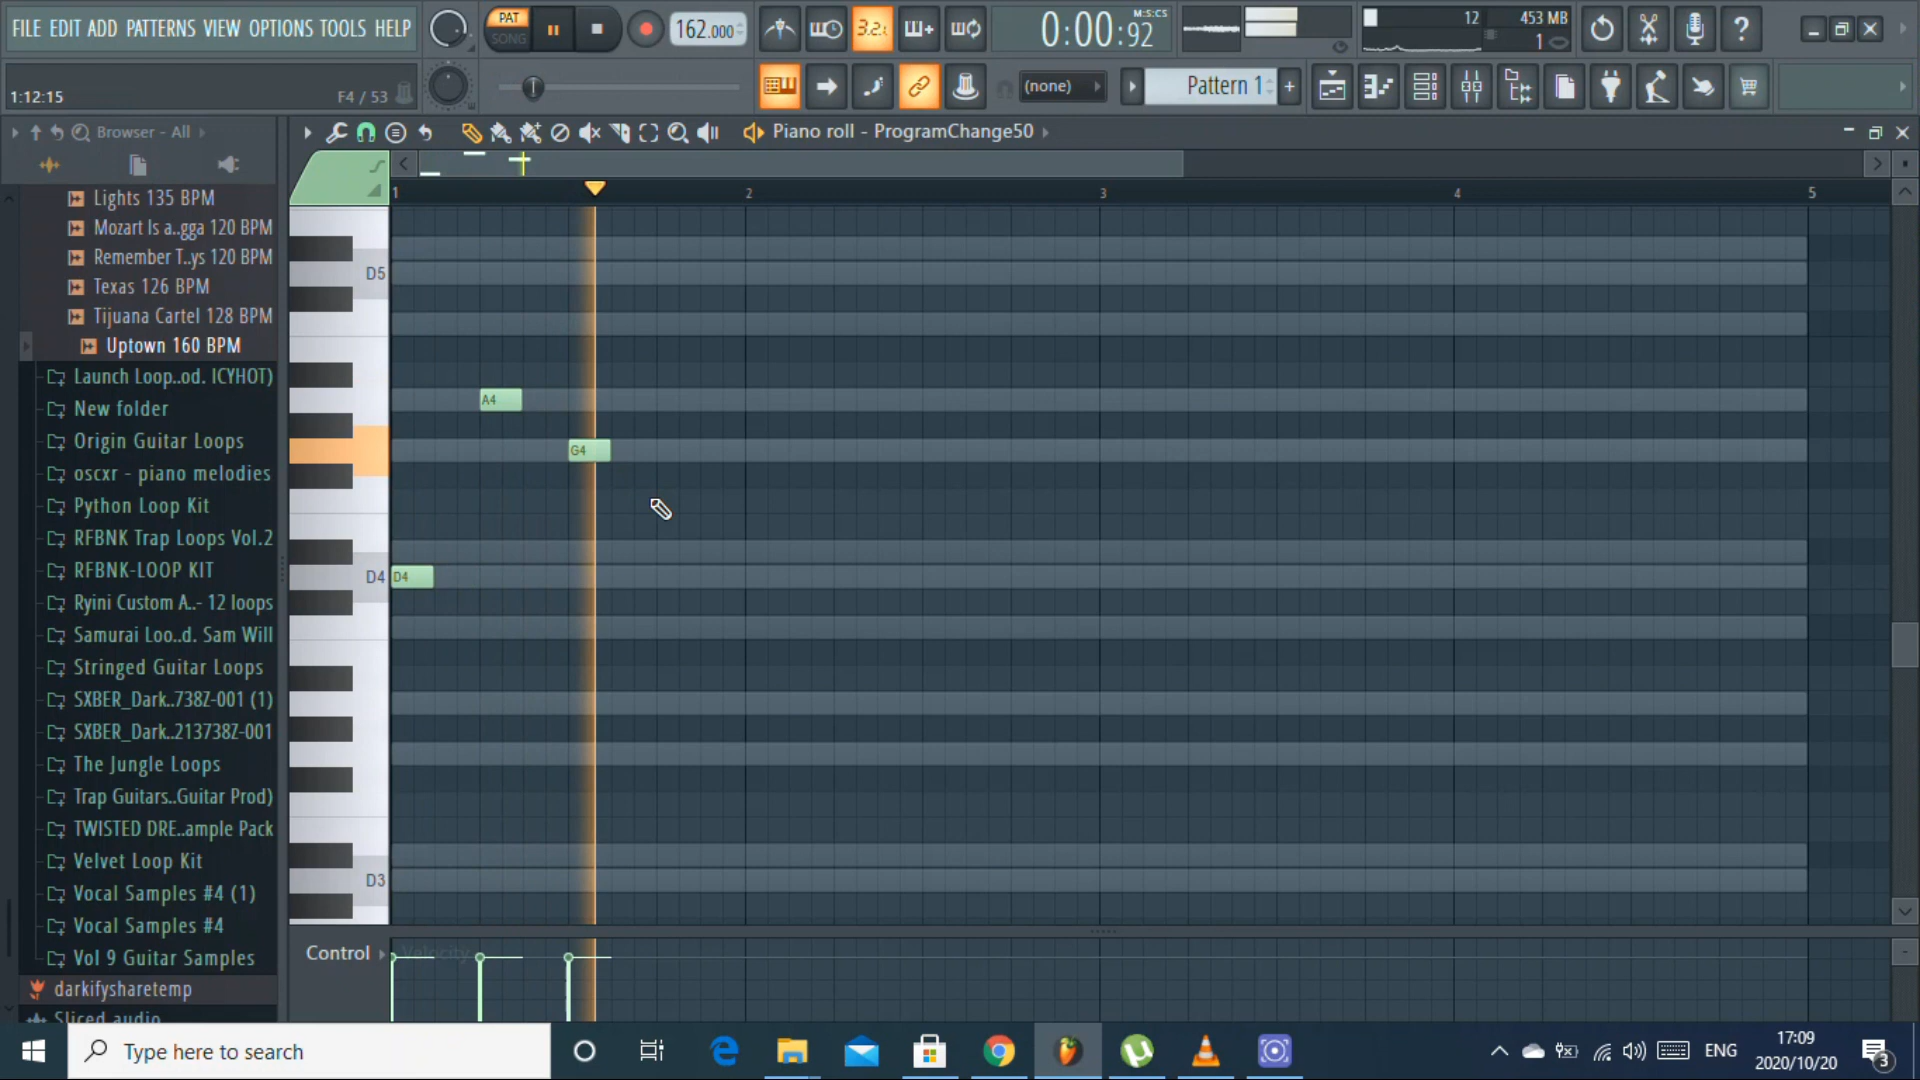 FILE EDIT ADD PATTERNS VIEW OPTIONS TOOLS HELP
PAT
SONG
162.000
3.2.
0:00:92
M:S:CS
12
453 MB
1
1:12:15
F4 / 53
(none)
Pattern 1
Browser - All
Piano roll - ProgramChange50
1
2
3
4
5
Lights 135 BPM
Mozart Is a..gga 120 BPM
Remember T..ys 120 BPM
Texas 126 BPM
Tijuana Cartel 128 BPM
Uptown 160 BPM
Launch Loop..od. ICYHOT)
New folder
Origin Guitar Loops
oscxr - piano melodies
Python Loop Kit
RFBNK Trap Loops Vol.2
RFBNK-LOOP KIT
Ryini Custom A..- 12 loops
Samurai Loo..d. Sam Will
Stringed Guitar Loops
SXBER_Dark..738Z-001 (1)
SXBER_Dark..213738Z-001
The Jungle Loops
Trap Guitars..Guitar Prod)
TWISTED DRE..ample Pack
Velvet Loop Kit
Vocal Samples #4 (1)
Vocal Samples #4
Vol 9 Guitar Samples
darkifysharetemp
Sliced audio
D5
D4
D3
A4
G4
D4
Control
Velocity
Type here to search
ENG
17:09
2020/10/20
3